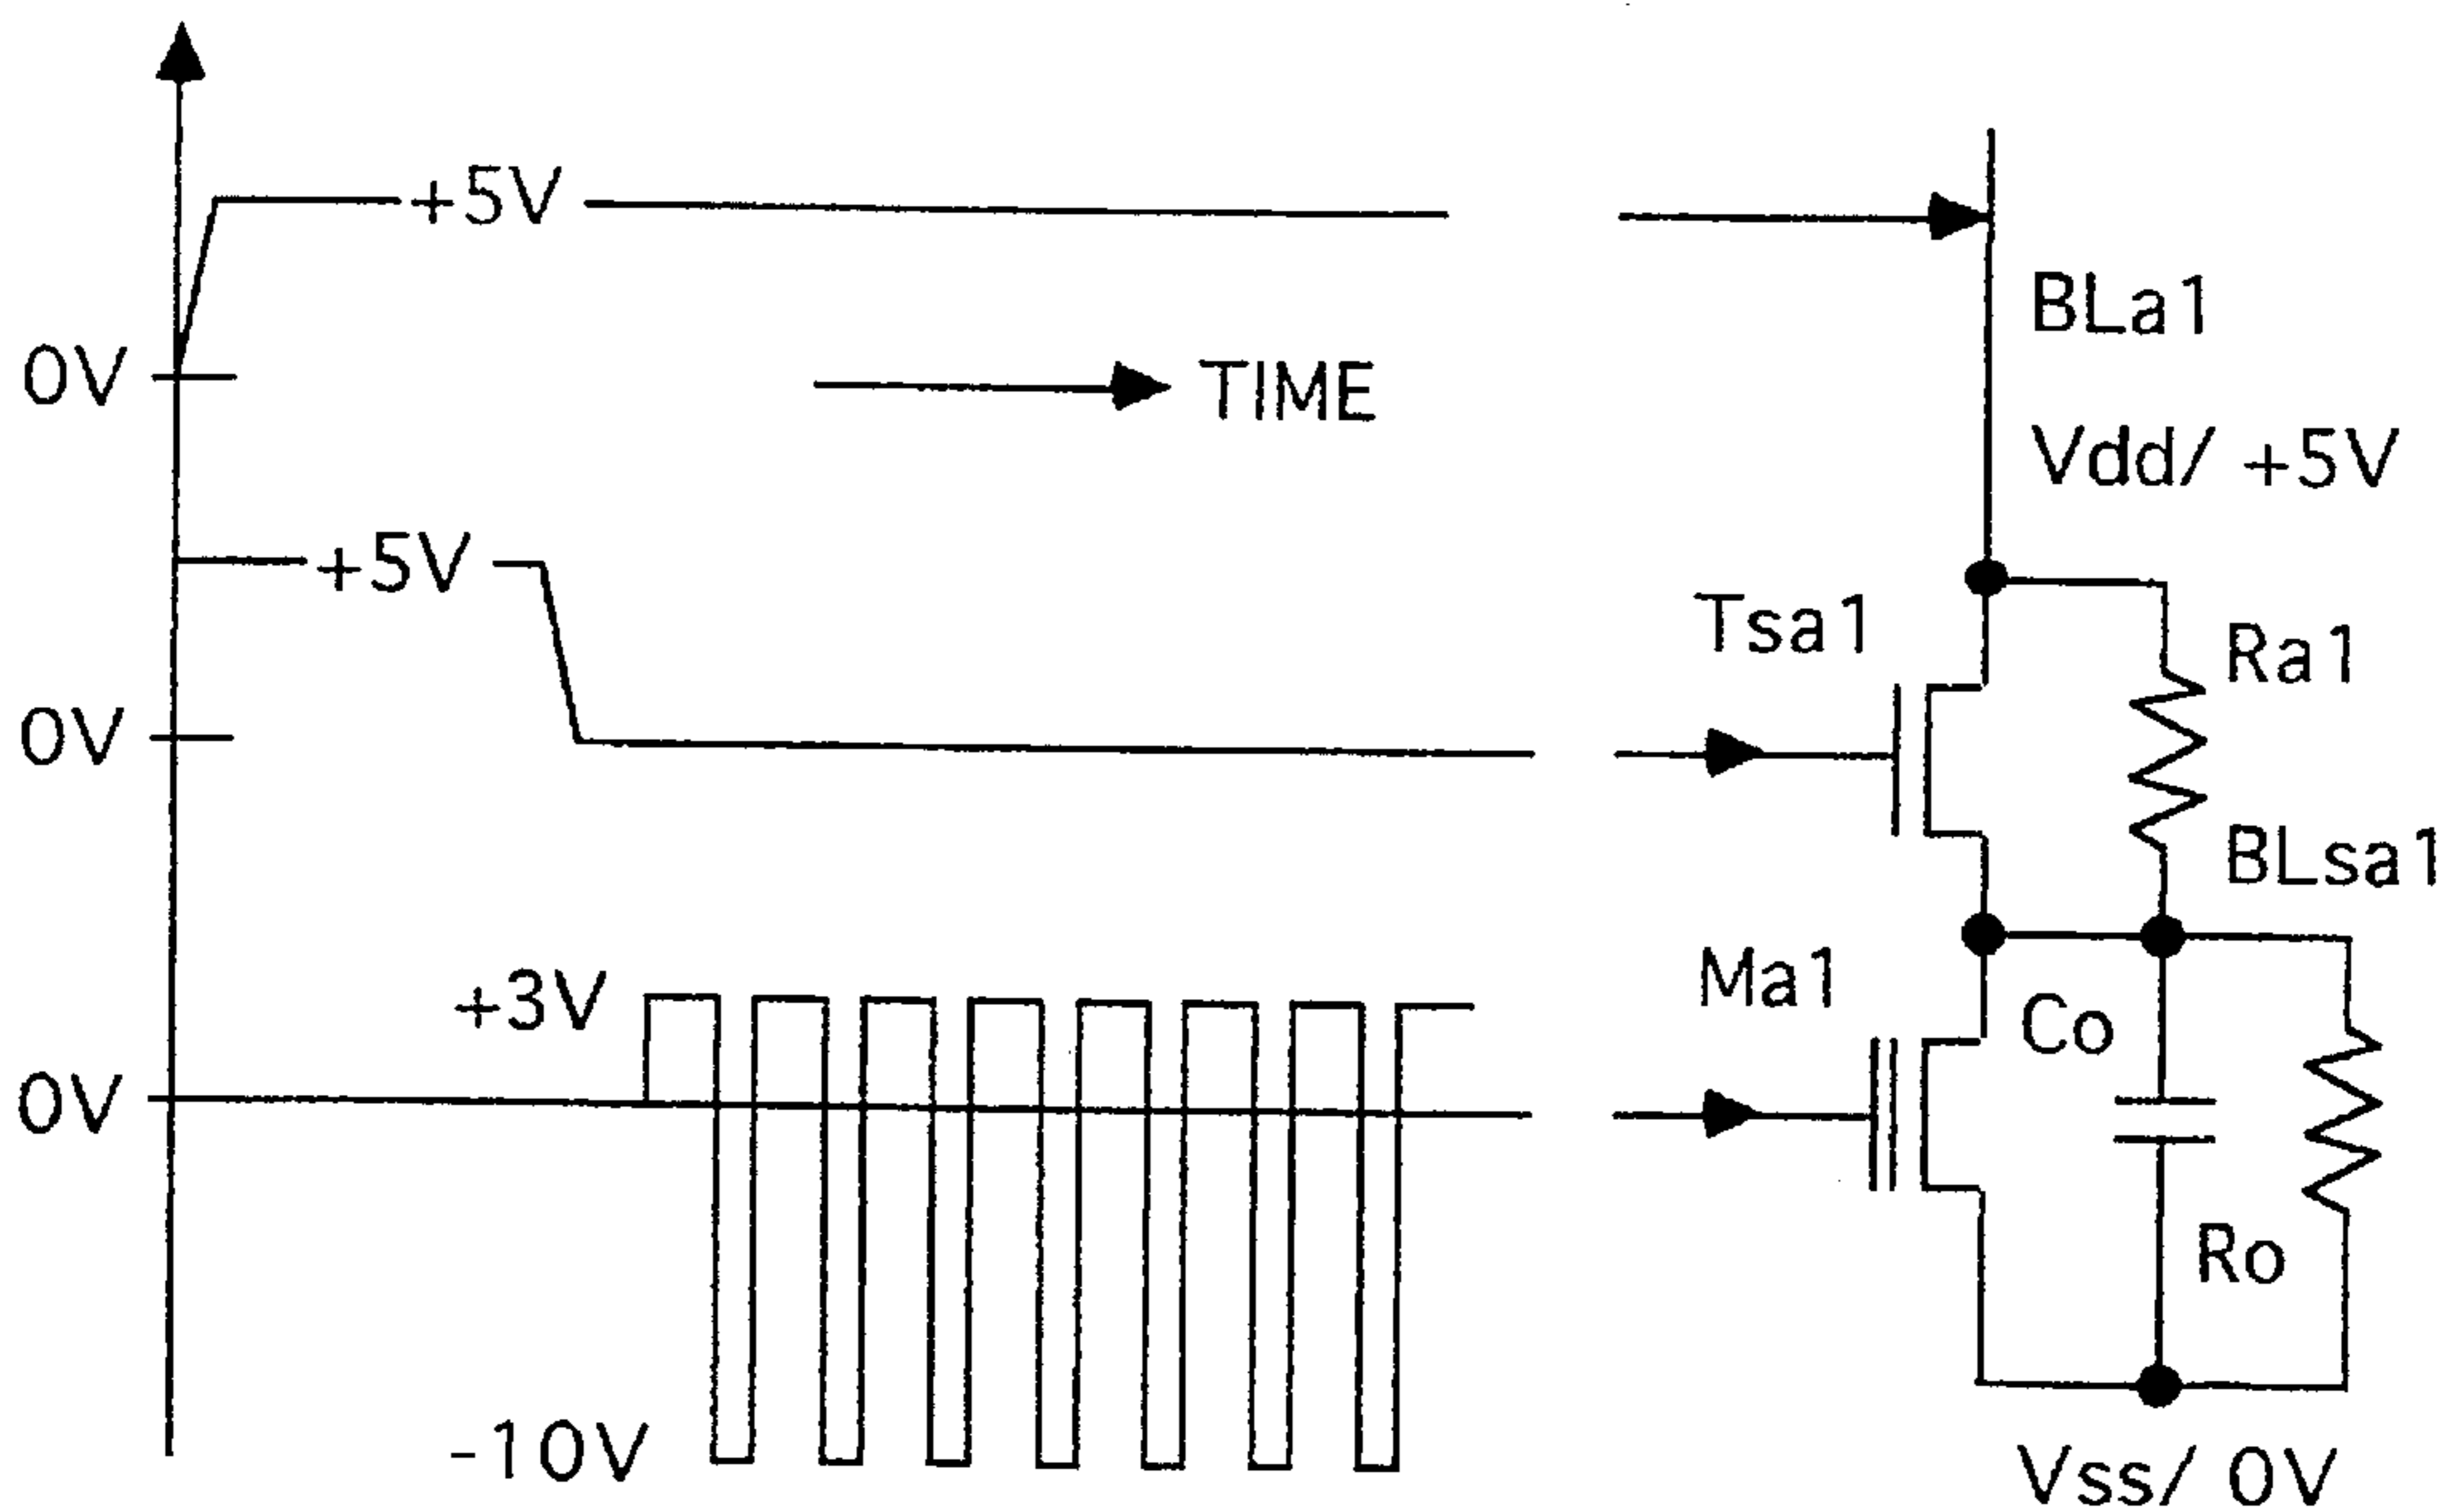 +5V
BLa1
0V
TIME
Vdd/ +5V
+5V
Tsa1
Ra1
0V
BLsa1
+3V
Ma1
Co
0V
Ro
-10V
Vss/ 0V